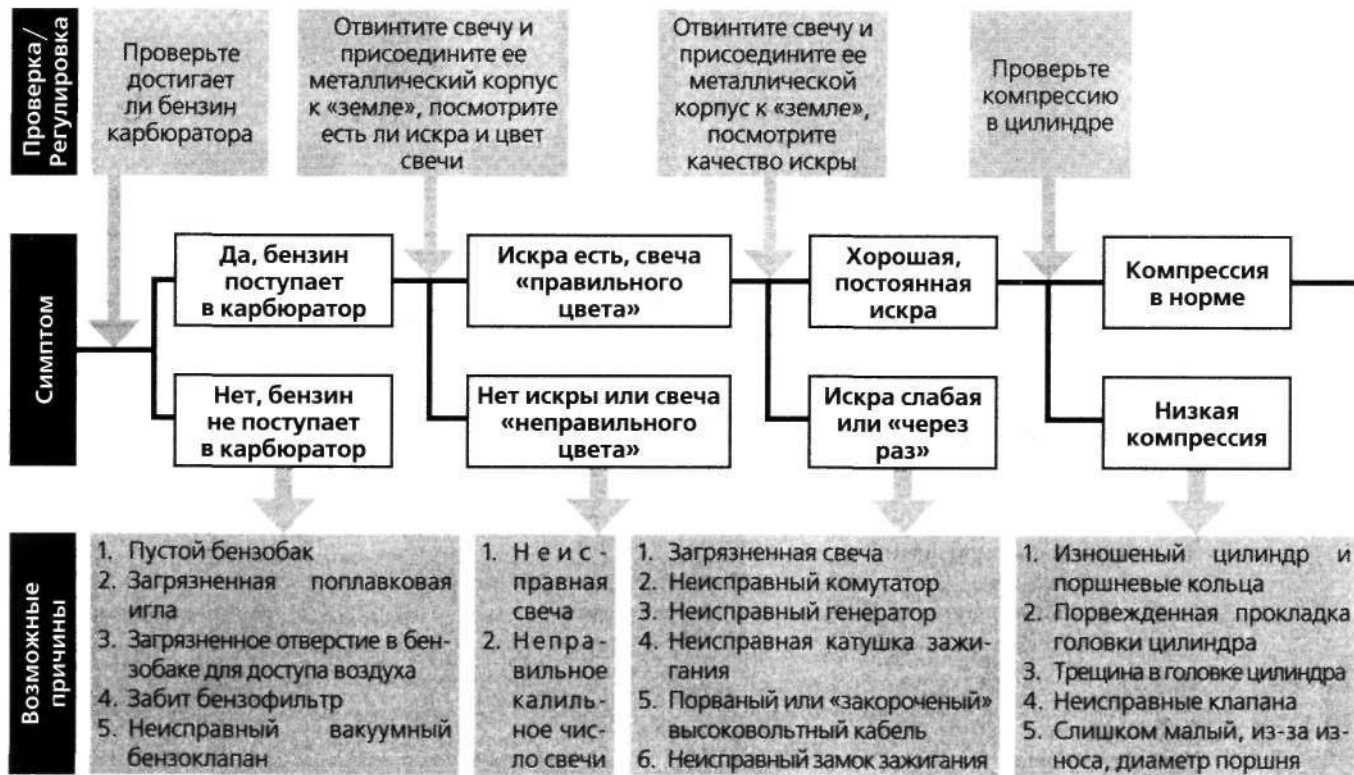 Проверка/
Регулировка
Проверьте
достигает
ли бензин
карбюратора
Отвинтите свечу и
присоедините ее
металлический корпус
к «земле», посмотрите
есть ли искра и цвет
свечи
Отвинтите свечу и
присоедините ее
металлической
корпус к «земле»,
посмотрите
качество искры
Проверьте
компрессию
в цилиндре
Симптом
Да, бензин
поступает
в карбюратор
Искра есть, свеча
«правильного
цвета»
Хорошая,
постоянная
искра
Компрессия
в норме
Нет, бензин
не поступает
в карбюратор
Нет искры или свеча
«неправильного
цвета»
Искра слабая
или «через
раз»
Низкая
компрессия
Возможные
причины
1. Пустой бензобак
2. Загрязненная поплавковая
игла
3. Загрязненное отверстие в бен-
зобаке для доступа воздуха
4. Забит бензофильтр
5. Неисправный вакуумный
бензоклапан
1. Неис-
правная
свеча
2. Непра-
вильное
калиль-
ное чис-
ло свечи
1. Загрязненная свеча
2. Неисправный комутатор
3. Неисправный генератор
4. Неисправная катушка зажи-
гания
5. Порваный или «закороченый»
высоковольтный кабель
6. Неисправный замок зажигания
1. Изношеный цилиндр и
поршневые кольца
2. Порвежденная прокладка
головки цилиндра
3. Трещина в головке цилиндра
4. Неисправные клапана
5. Слишком малый, из-за из-
носа, диаметр поршня